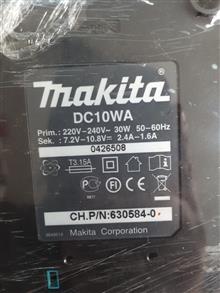 makita®
DC10WA
Prim.: 220V~240V~ 30W 50-60Hz
Sek. : 7.2V-10.8V⎓ 2.4A-1.6A
0426508
T3.15A
CH.P/N:630584-0
Makita Corporation